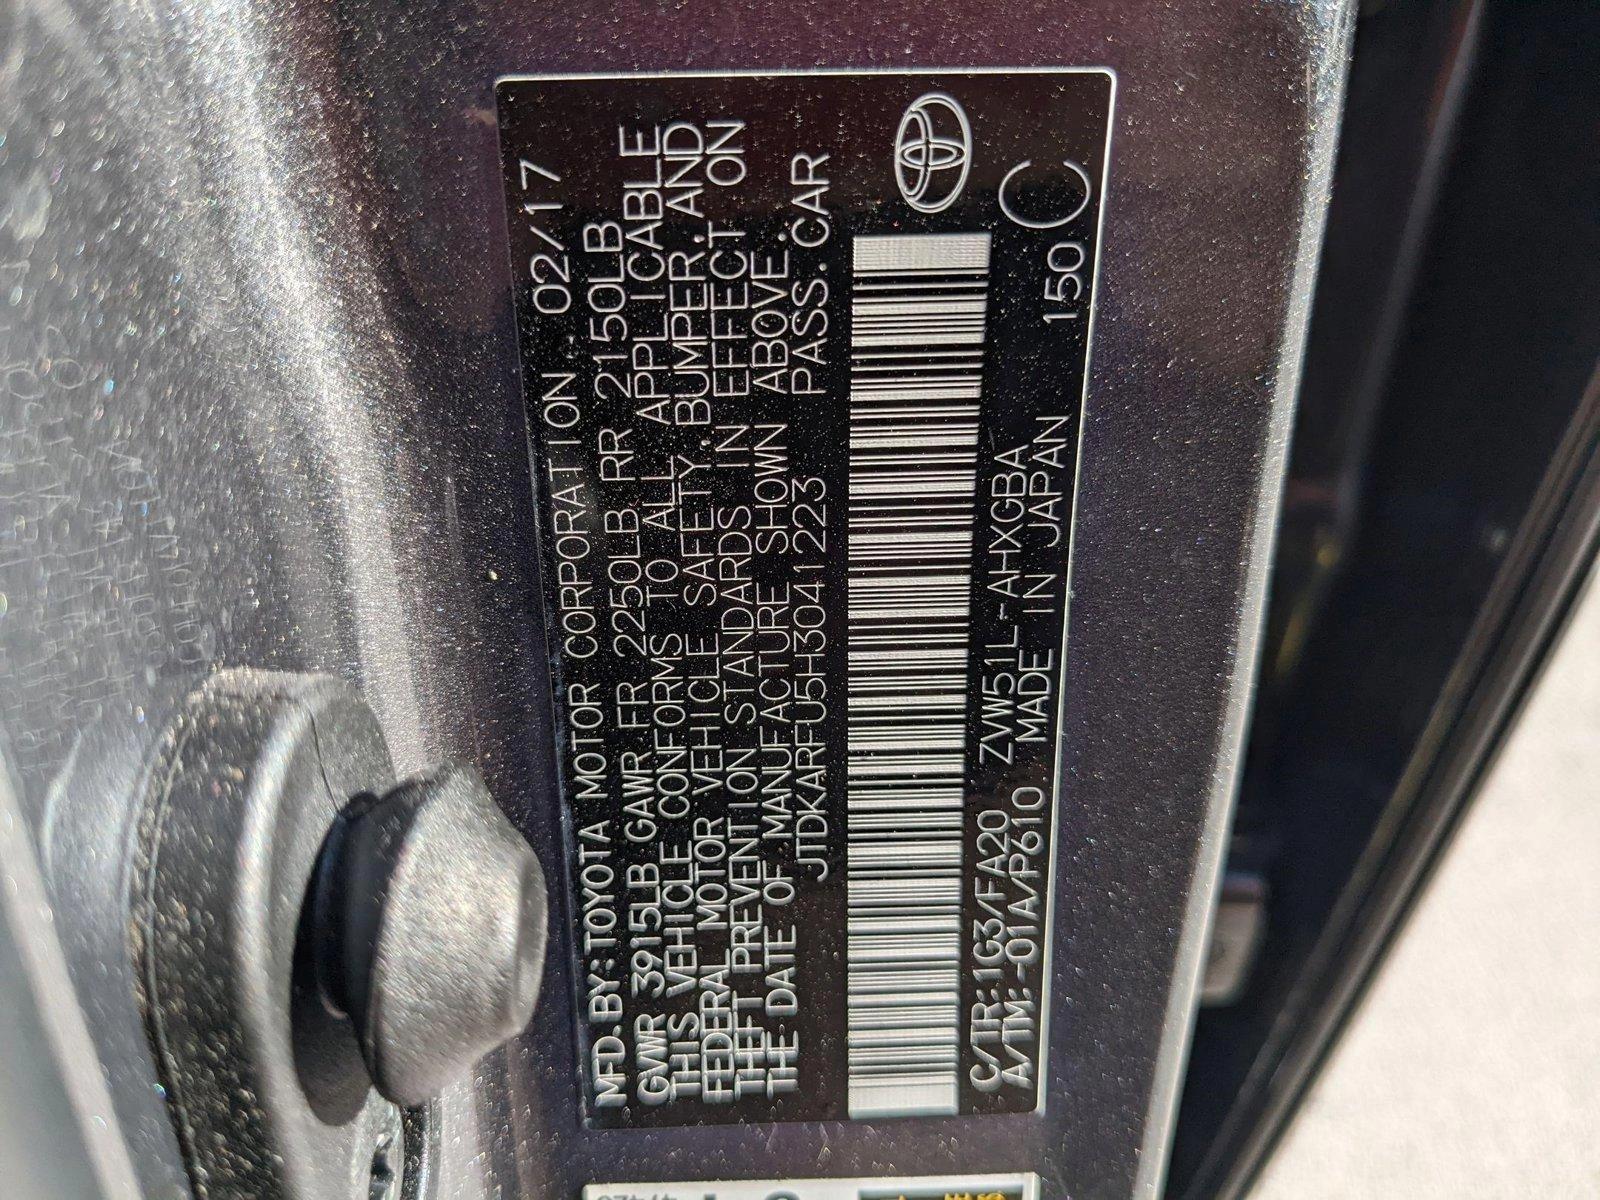 MFD.BY:TOYOTA MOTOR CORPORATION 02/17
GVWR 3915LB GAWR FR 2250LB RR 2150LB
THIS VEHICLE CONFORMS TO ALL APPLICABLE
FEDERAL MOTOR VEHICLE SAFETY,BUMPER,AND
THEFT PREVENTION STANDARDS IN EFFECT ON
THE DATE OF MANUFACTURE SHOWN ABOVE.
JTDKARFU5H3041223 PASS.CAR
C/TR:1G3/FA20 ZVW51L-AHXGBA
A/TM:-01A/P610 MADE IN JAPAN 150 C